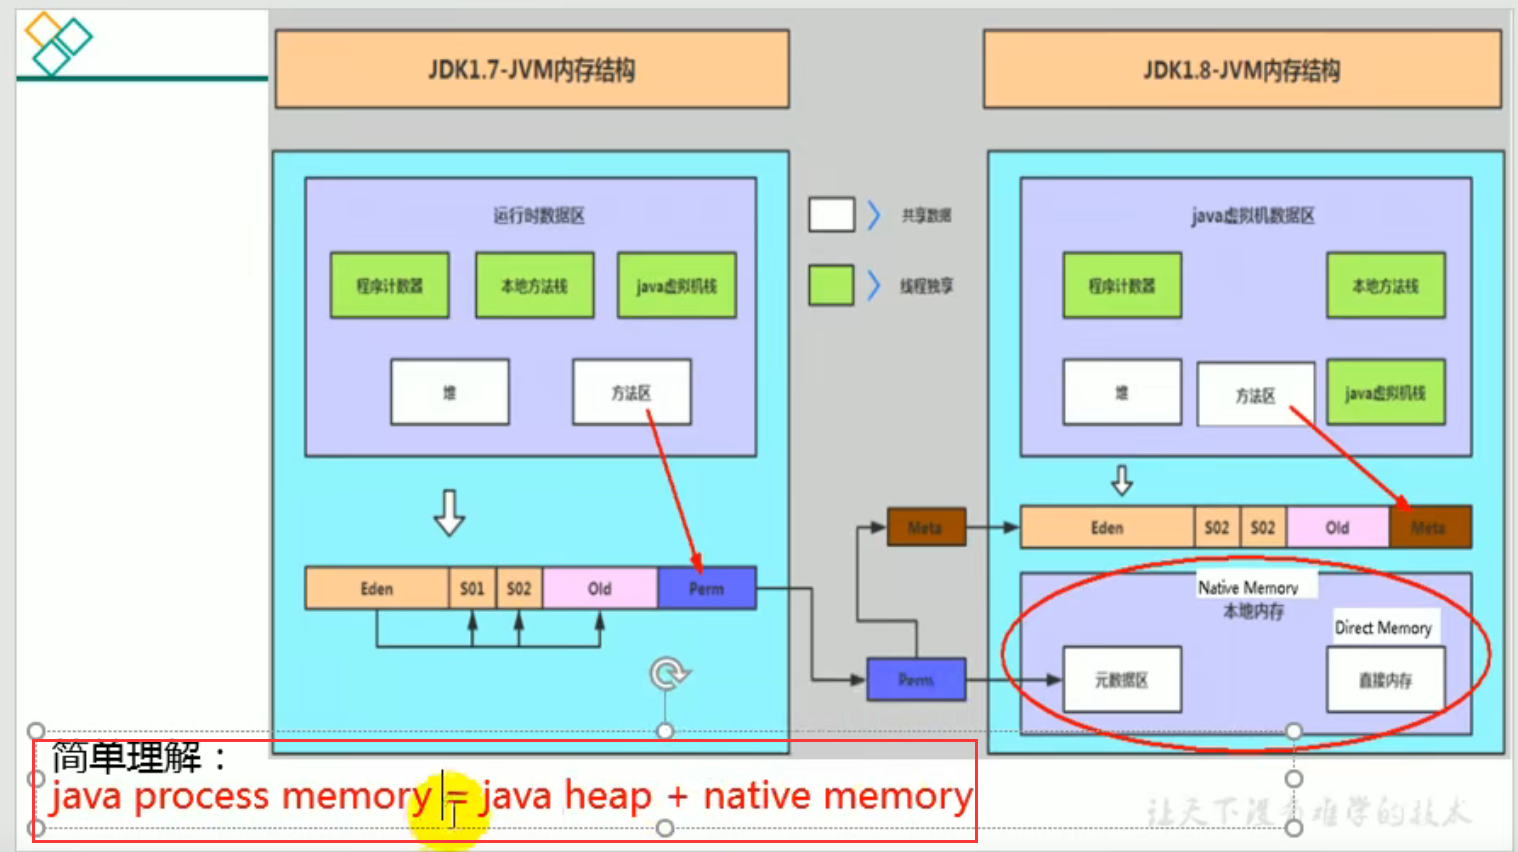 JDK1.7-JVM内存结构
JDK1.8-JVM内存结构
运行时数据区
程序计数器
本地方法栈
java虚拟机栈
堆
方法区
Eden
S01
S02
Old
Perm
共享数据
线程独享
Meta
Perm
java虚拟机数据区
程序计数器
本地方法栈
堆
方法区
java虚拟机栈
Eden
S02
S02
Old
Meta
Native Memory
本地内存
Direct Memory
元数据区
直接内存
简单理解：
java process memory = java heap + native memory
让天下没有难学的技术